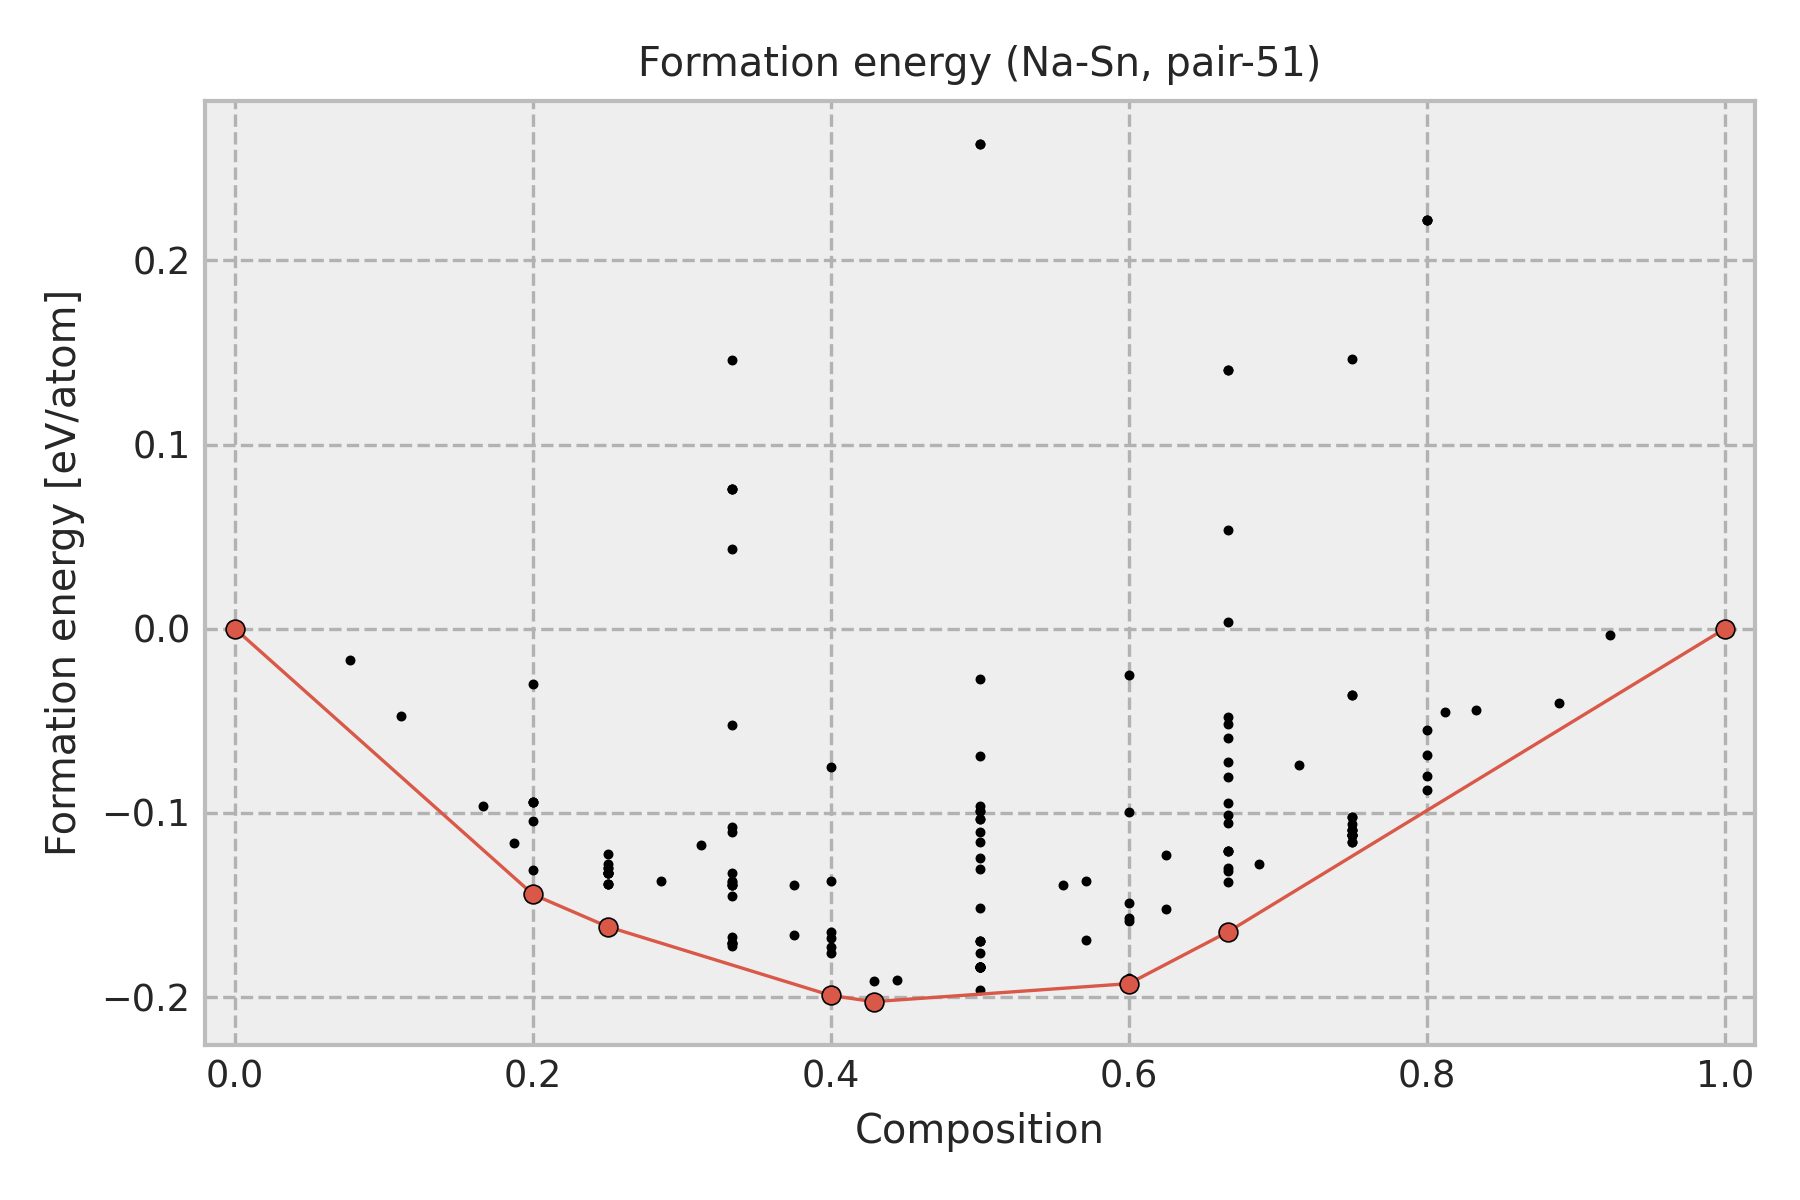 Formation energy (Na-Sn, pair-51)
Formation energy [eV/atom]
0.2
0.1
0.0
−0.1
−0.2
0.0 0.2 0.4 0.6 0.8 1.0
Composition